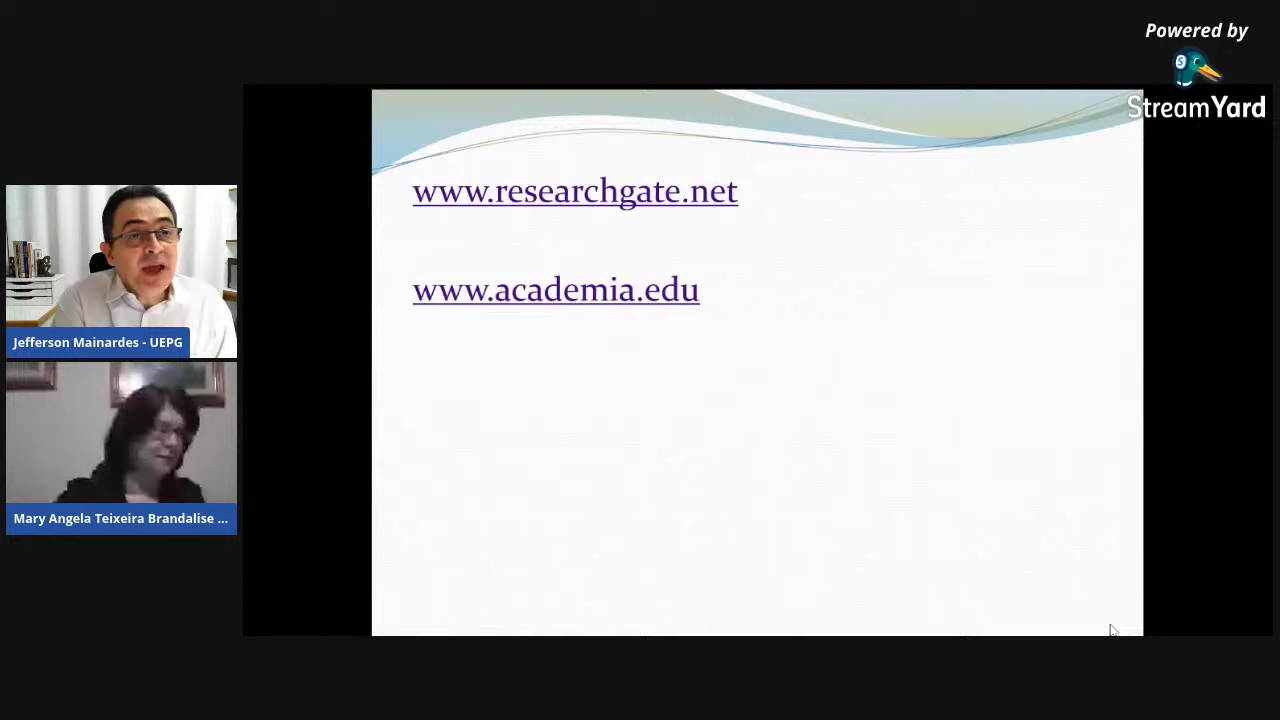 Powered by
StreamYard
www.researchgate.net
www.academia.edu
Jefferson Mainardes - UEPG
Mary Angela Teixeira Brandalise ...